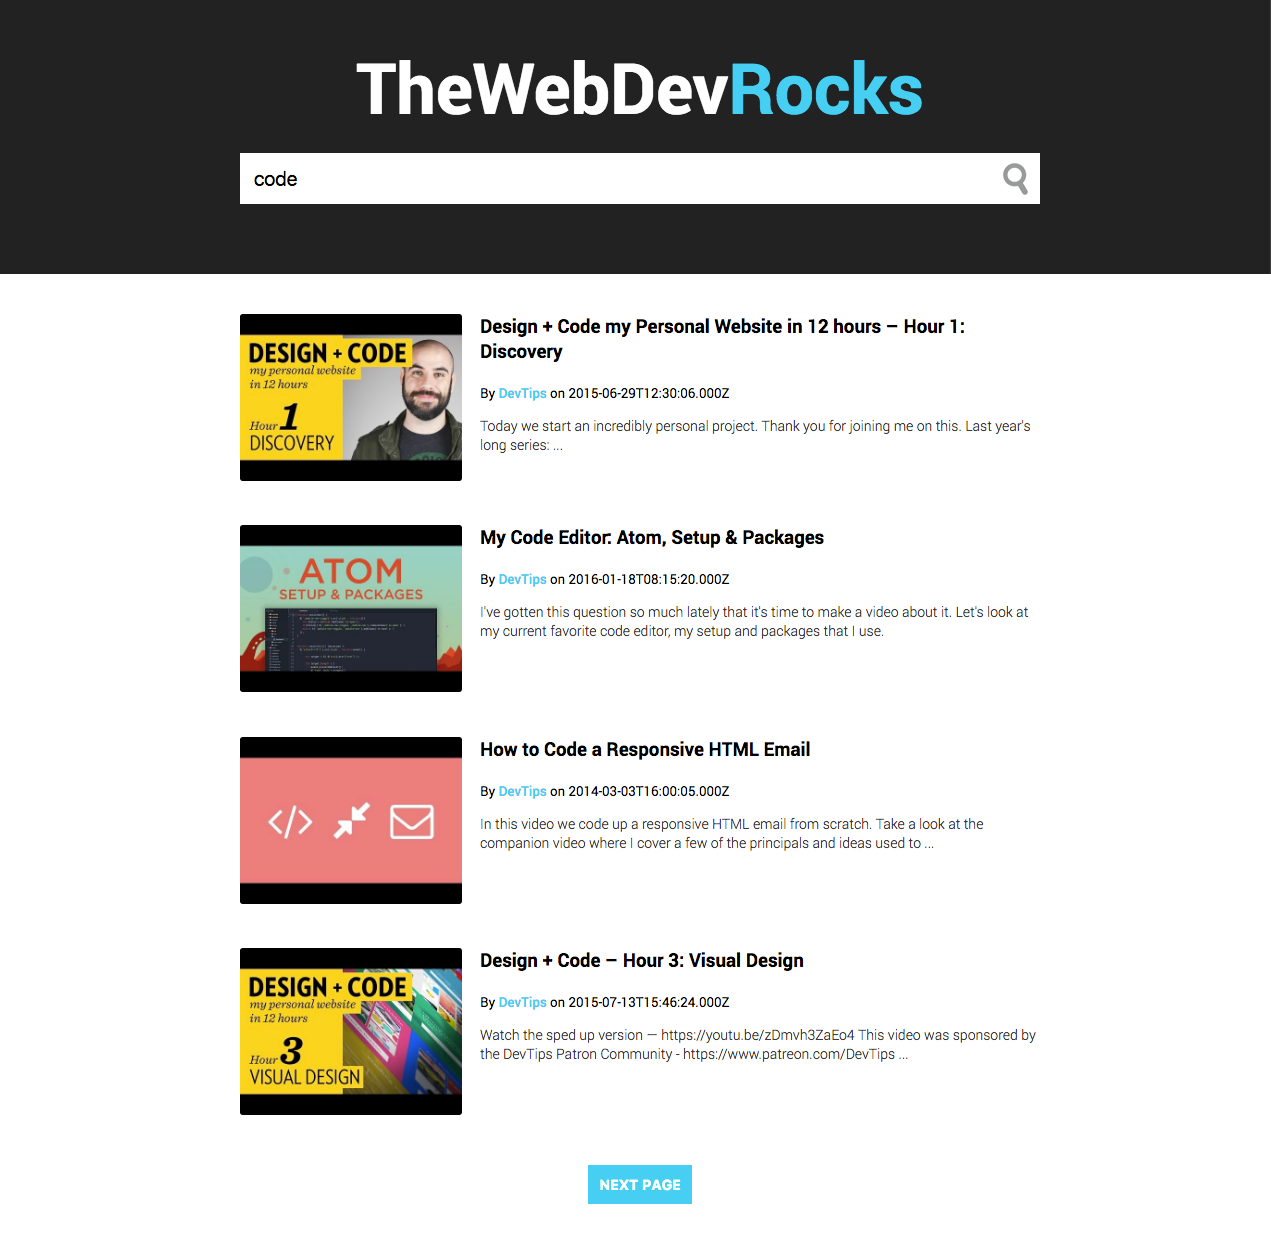 TheWebDevRocks
code
DESIGN + CODE
my personal website
in 12 hours
Hour 1
DISCOVERY
Design + Code my Personal Website in 12 hours – Hour 1:
Discovery
By DevTips on 2015-06-29T12:30:06.000Z
Today we start an incredibly personal project. Thank you for joining me on this. Last year's
long series: ...
ATOM
SETUP & PACKAGES
My Code Editor: Atom, Setup & Packages
By DevTips on 2016-01-18T08:15:20.000Z
I've gotten this question so much lately that it's time to make a video about it. Let's look at
my current favorite code editor, my setup and packages that I use.
</>
How to Code a Responsive HTML Email
By DevTips on 2014-03-03T16:00:05.000Z
In this video we code up a responsive HTML email from scratch. Take a look at the
companion video where I cover a few of the principals and ideas used to ...
DESIGN + CODE
my personal website
in 12 hours
Hour 3
VISUAL DESIGN
Design + Code – Hour 3: Visual Design
By DevTips on 2015-07-13T15:46:24.000Z
Watch the sped up version — https://youtu.be/zDmvh3ZaEo4 This video was sponsored by
the DevTips Patron Community - https://www.patreon.com/DevTips ...
NEXT PAGE